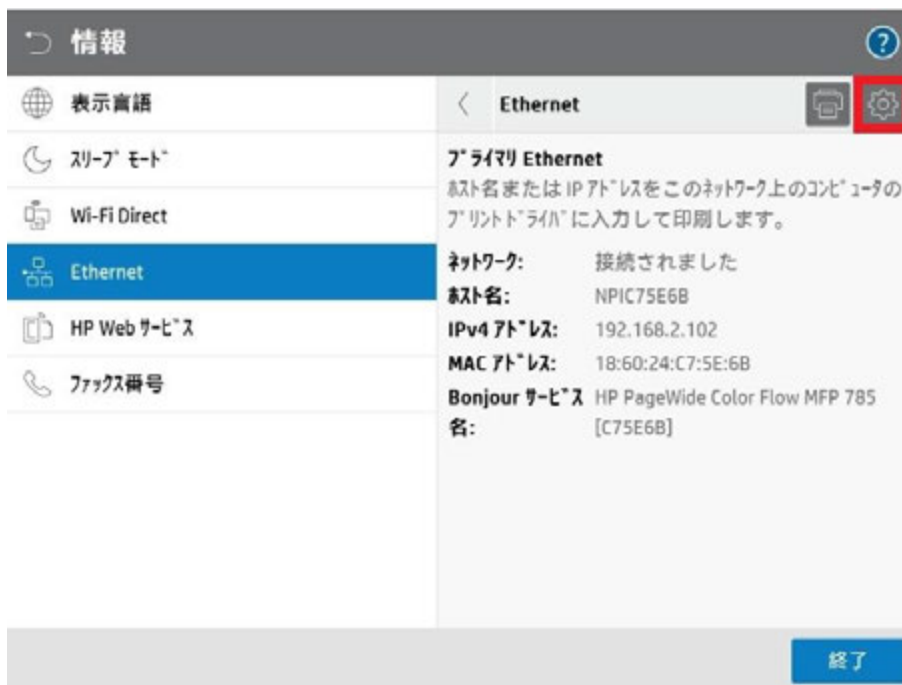 情報
?
表示言語
ｽﾘｰﾌﾟ ﾓｰﾄﾞ
Wi-Fi Direct
Ethernet
HP Web ｻｰﾋﾞｽ
ﾌｧｯｸｽ番号
Ethernet
ﾌﾟﾗｲﾏﾘ Ethernet
ﾎｽﾄ名または IP ｱﾄﾞﾚｽをこのﾈｯﾄﾜｰｸ上のｺﾝﾋﾟｭｰﾀの
ﾌﾟﾘﾝﾄ ﾄﾞﾗｲﾊﾞに入力して印刷します。
ﾈｯﾄﾜｰｸ: 接続されました
ﾎｽﾄ名: NPIC75E6B
IPv4 ｱﾄﾞﾚｽ: 192.168.2.102
MAC ｱﾄﾞﾚｽ: 18:60:24:C7:5E:6B
Bonjour ｻｰﾋﾞｽ HP PageWide Color Flow MFP 785
名: [C75E6B]
終了